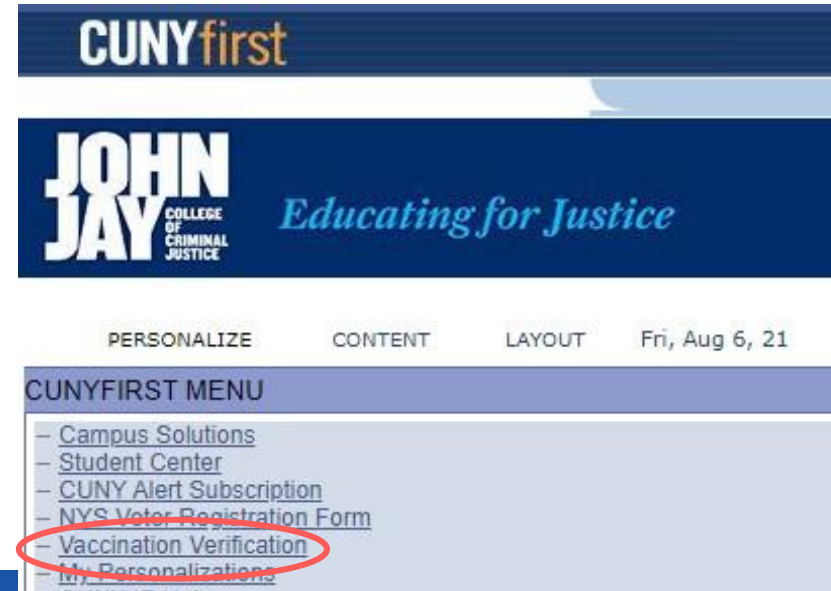 CUNYfirst
JOHN
JAY
COLLEGE
OF
CRIMINAL
JUSTICE
Educating for Justice
PERSONALIZE CONTENT LAYOUT Fri, Aug 6, 21
CUNYFIRST MENU
– Campus Solutions
– Student Center
– CUNY Alert Subscription
– NYS Voter Registration Form
– Vaccination Verification
– My Personalizations